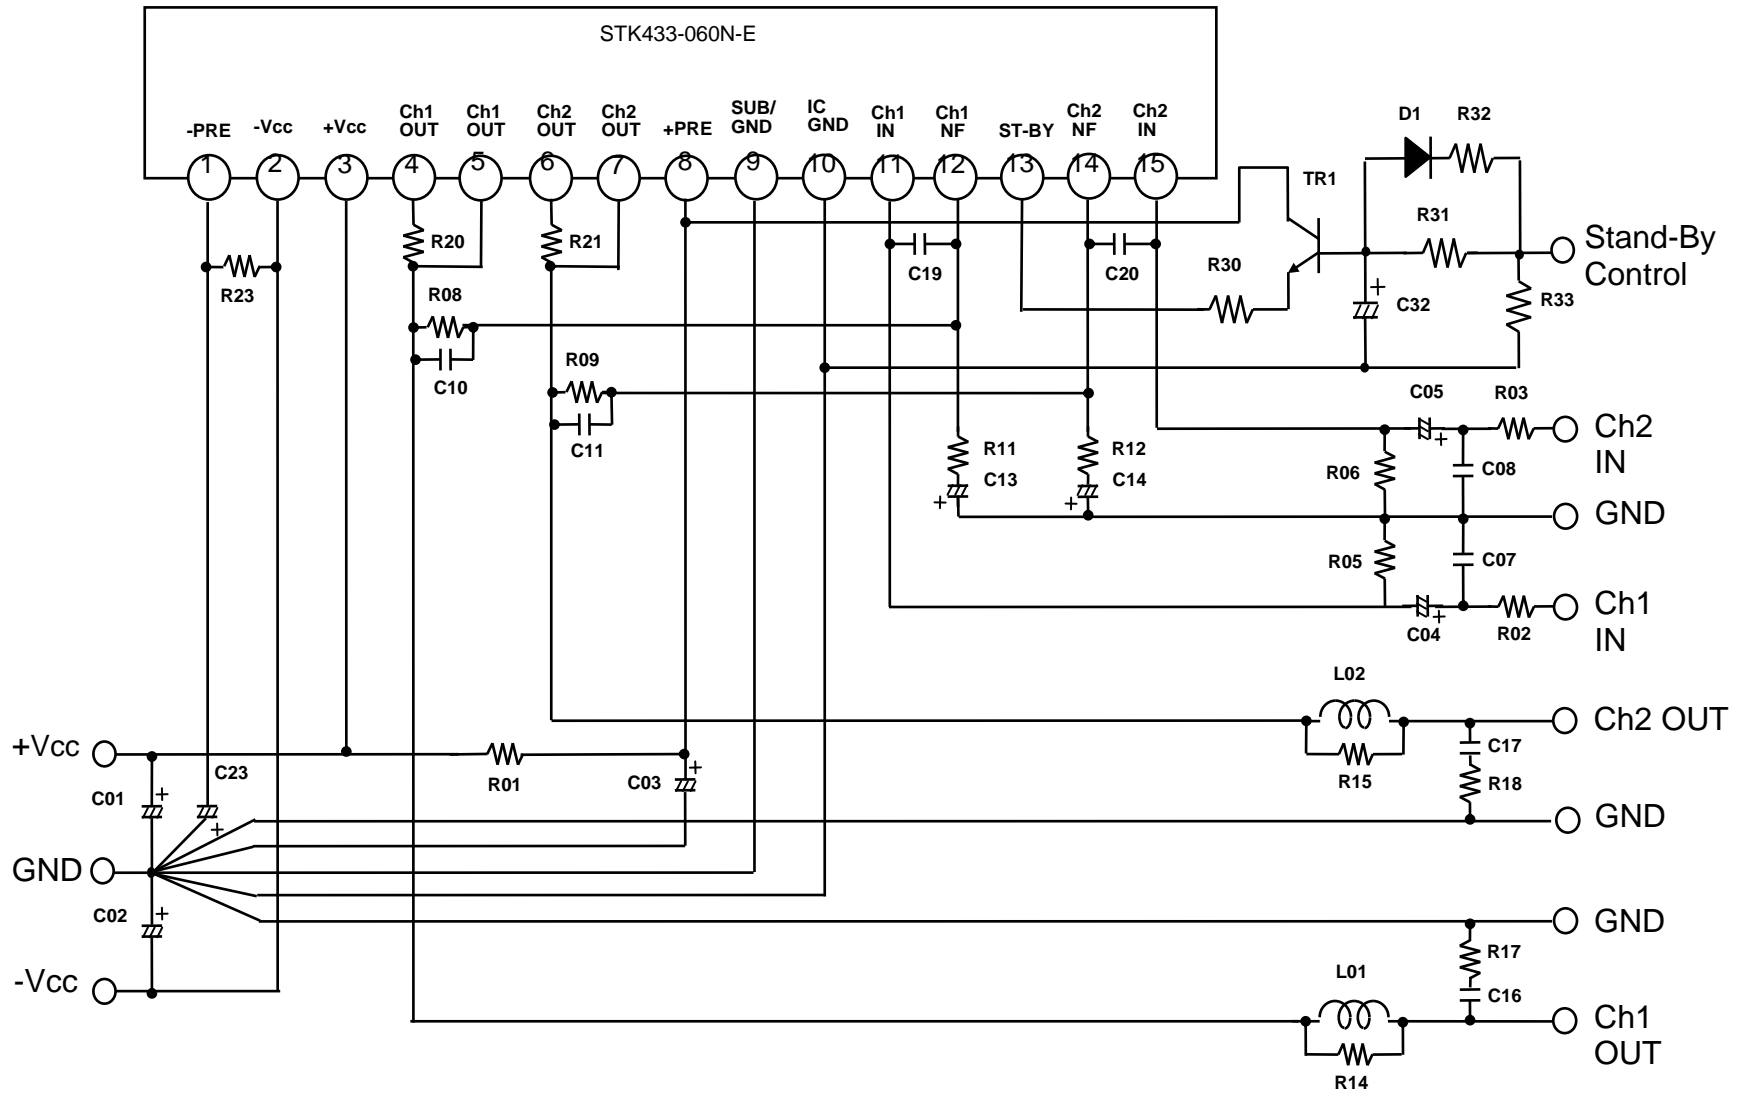 STK433-060N-E
-PRE
-Vcc
+Vcc
Ch1
OUT
Ch1
OUT
Ch2
OUT
Ch2
OUT
+PRE
SUB/
GND
IC
GND
Ch1
IN
Ch1
NF
ST-BY
Ch2
NF
Ch2
IN
1
2
3
4
5
6
7
8
9
10
11
12
13
14
15
D1
R32
TR1
R31
Stand-By
Control
R20
R21
C19
C20
R30
R23
R08
+
C32
R33
C10
R09
C11
C05
R03
+
Ch2
IN
R11
C13
+
R12
C14
+
R06
C08
GND
R05
C07
C04
+
R02
Ch1
IN
L02
Ch2 OUT
+Vcc
C23
R01
C03
+
R15
C17
R18
C01
+
+
GND
GND
C02
+
GND
R17
-Vcc
L01
C16
Ch1
OUT
R14